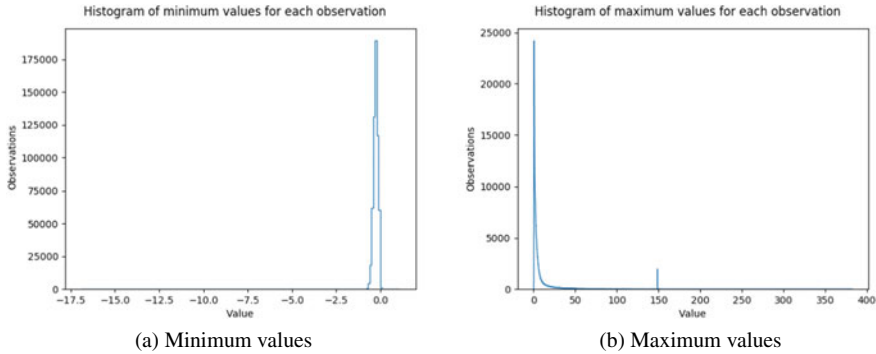 Histogram of minimum values for each observation
175000
150000
125000
100000
75000
50000
25000
0
Observations
−17.5 −15.0 −12.5 −10.0 −7.5 −5.0 −2.5 0.0
Value
(a) Minimum values
Histogram of maximum values for each observation
25000
20000
15000
10000
5000
0
Observations
0 50 100 150 200 250 300 350 400
Value
(b) Maximum values